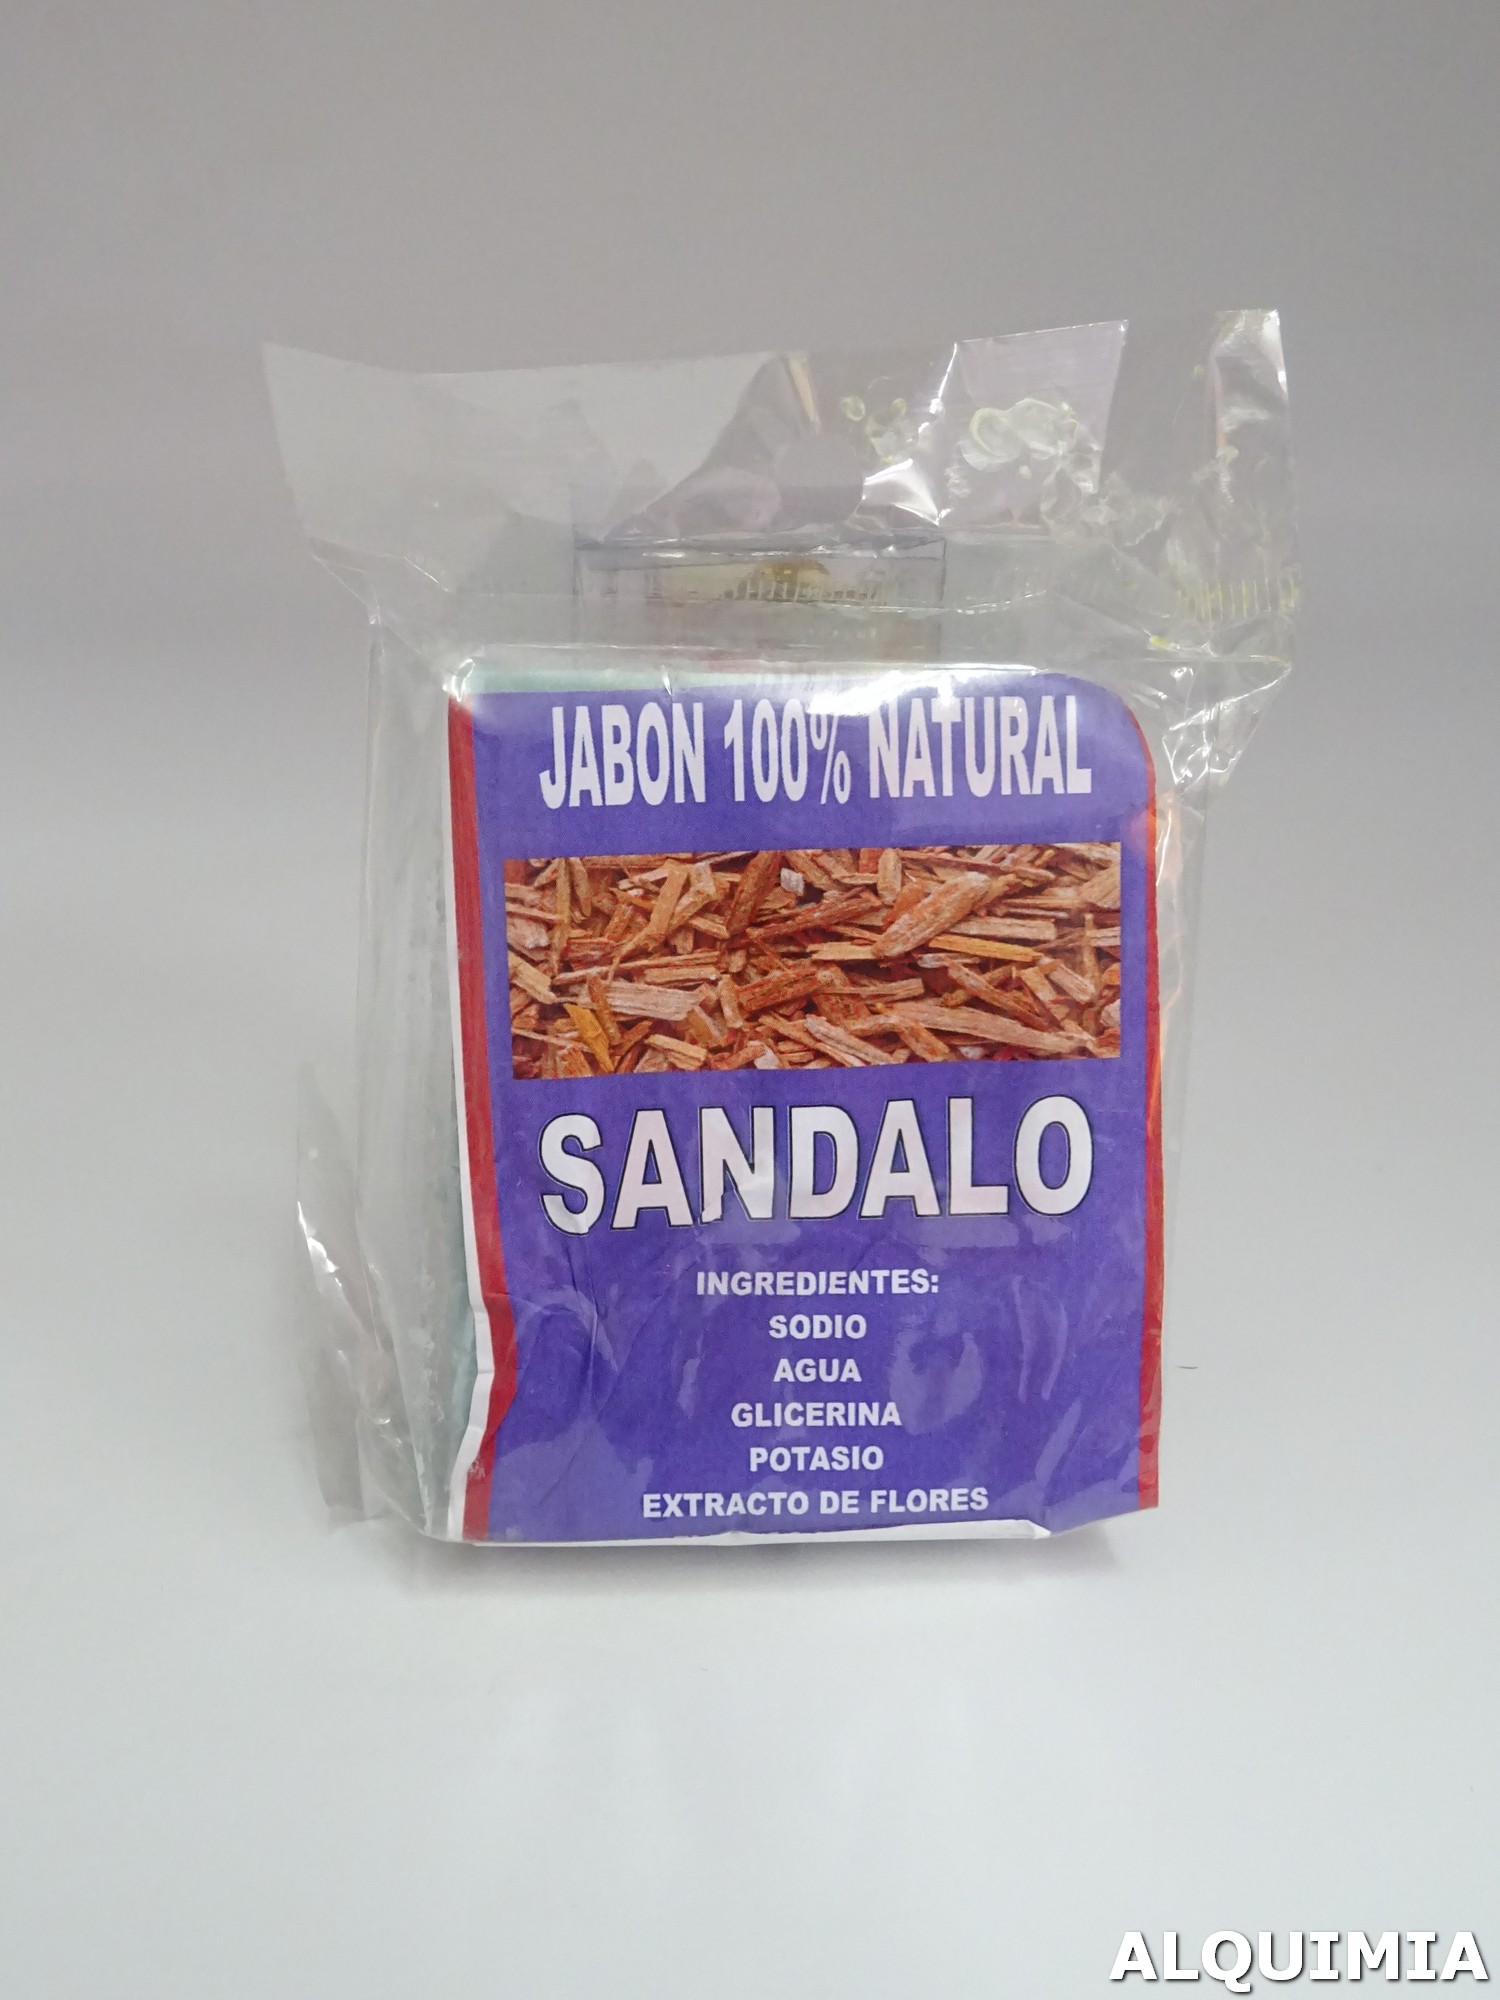 JABON 100% NATURAL
SANDALO
INGREDIENTES:
SODIO
AGUA
GLICERINA
POTASIO
EXTRACTO DE FLORES
ALQUIMIA